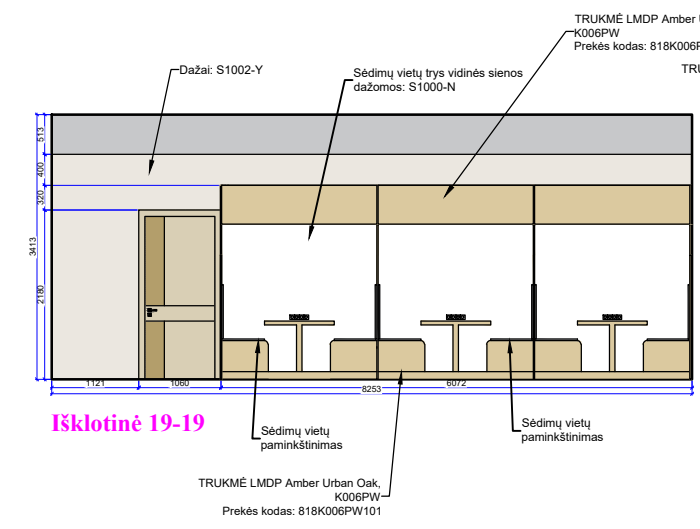 TRUKMĖ LMDP Amber
K006PW
Prekės kodas: 818K006P
Dažai: S1002-Y
Sėdimų vietų trys vidinės sienos
dažomos: S1000-N
513
400
320
3413
2180
1121
1060
8253
6072
Išklotinė 19-19
Sėdimų vietų
paminkštinimas
Sėdimų vietų
paminkštinimas
TRUKMĖ LMDP Amber Urban Oak,
K006PW
Prekės kodas: 818K006PW101